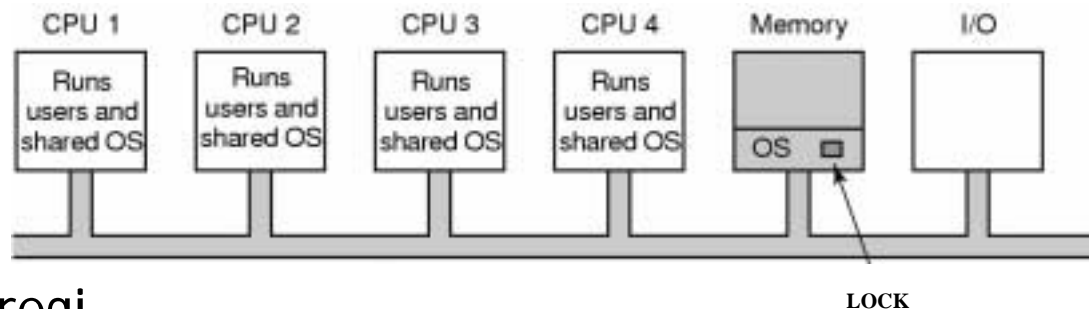 CPU 1 CPU 2 CPU 3 CPU 4 Memory I/O
Runs users and shared OS
Runs users and shared OS
Runs users and shared OS
Runs users and shared OS
OS
LOCK